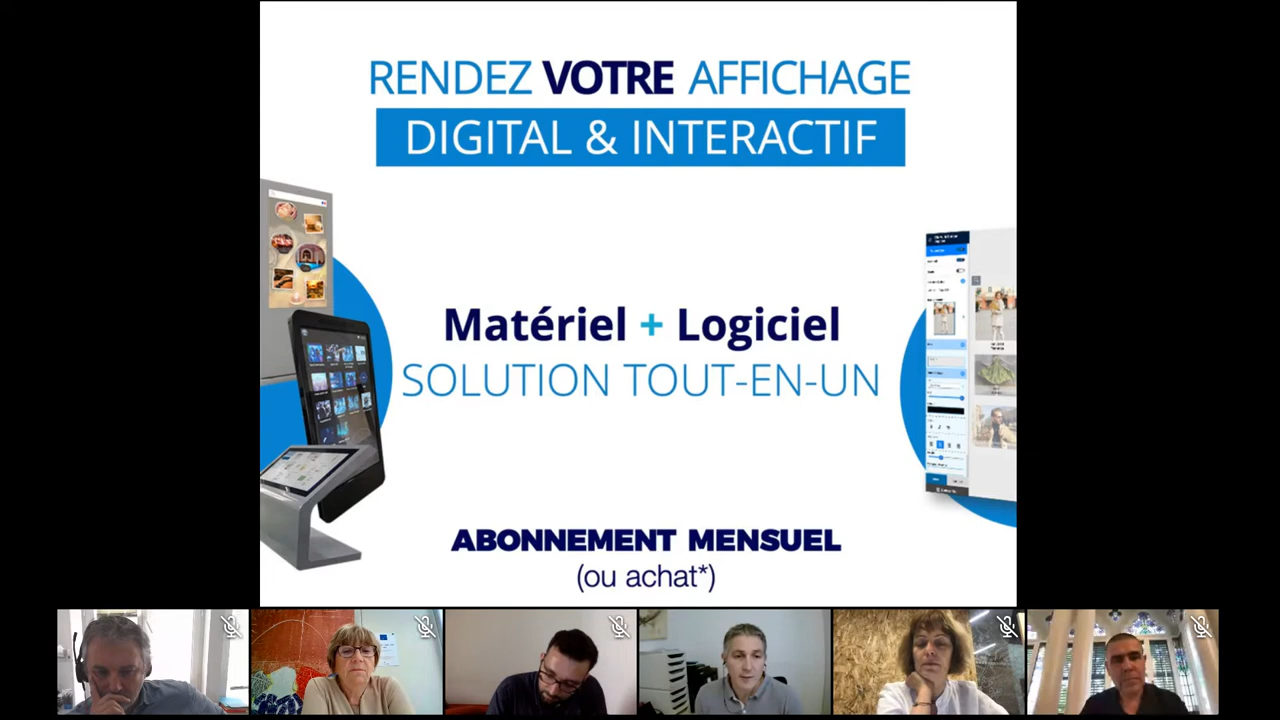 RENDEZ VOTRE AFFICHAGE
DIGITAL & INTERACTIF
Matériel + Logiciel
SOLUTION TOUT-EN-UN
ABONNEMENT MENSUEL
(ou achat*)